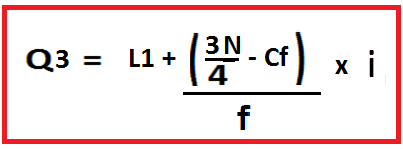 Q3 = L1 + (3N/4 - Cf) / f x i